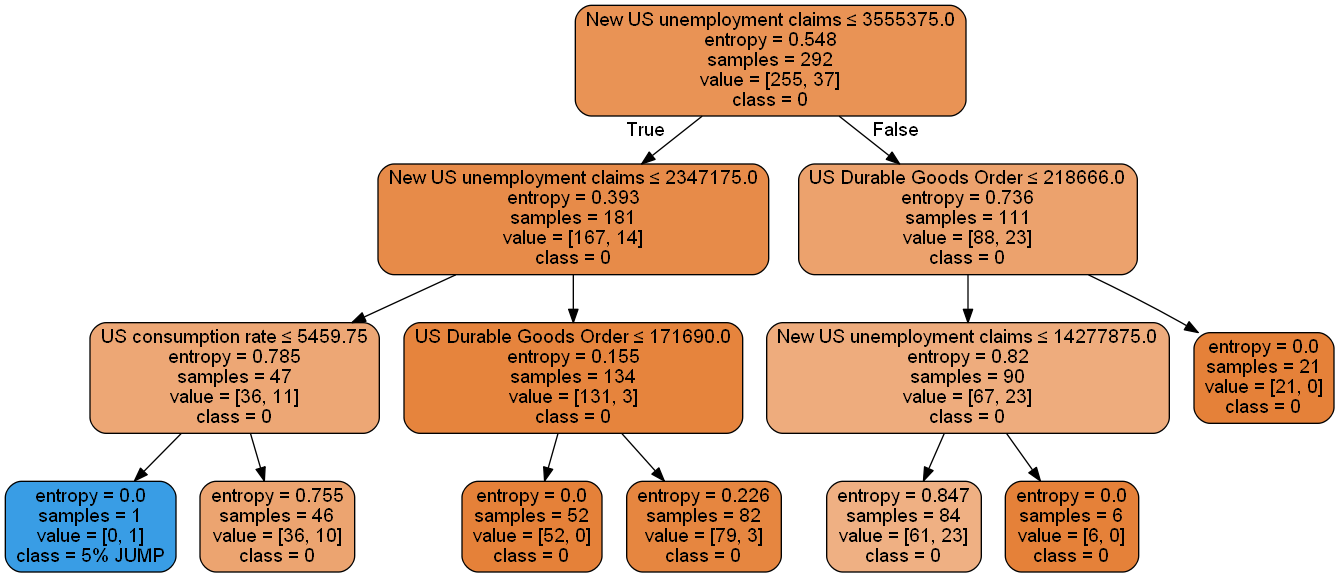 New US unemployment claims ≤ 3555375.0
entropy = 0.548
samples = 292
value = [255, 37]
class = 0
True
False
New US unemployment claims ≤ 2347175.0
entropy = 0.393
samples = 181
value = [167, 14]
class = 0
US Durable Goods Order ≤ 218666.0
entropy = 0.736
samples = 111
value = [88, 23]
class = 0
US consumption rate ≤ 5459.75
entropy = 0.785
samples = 47
value = [36, 11]
class = 0
US Durable Goods Order ≤ 171690.0
entropy = 0.155
samples = 134
value = [131, 3]
class = 0
New US unemployment claims ≤ 14277875.0
entropy = 0.82
samples = 90
value = [67, 23]
class = 0
entropy = 0.0
samples = 21
value = [21, 0]
class = 0
entropy = 0.0
samples = 1
value = [0, 1]
class = 5% JUMP
entropy = 0.755
samples = 46
value = [36, 10]
class = 0
entropy = 0.0
samples = 52
value = [52, 0]
class = 0
entropy = 0.226
samples = 82
value = [79, 3]
class = 0
entropy = 0.847
samples = 84
value = [61, 23]
class = 0
entropy = 0.0
samples = 6
value = [6, 0]
class = 0